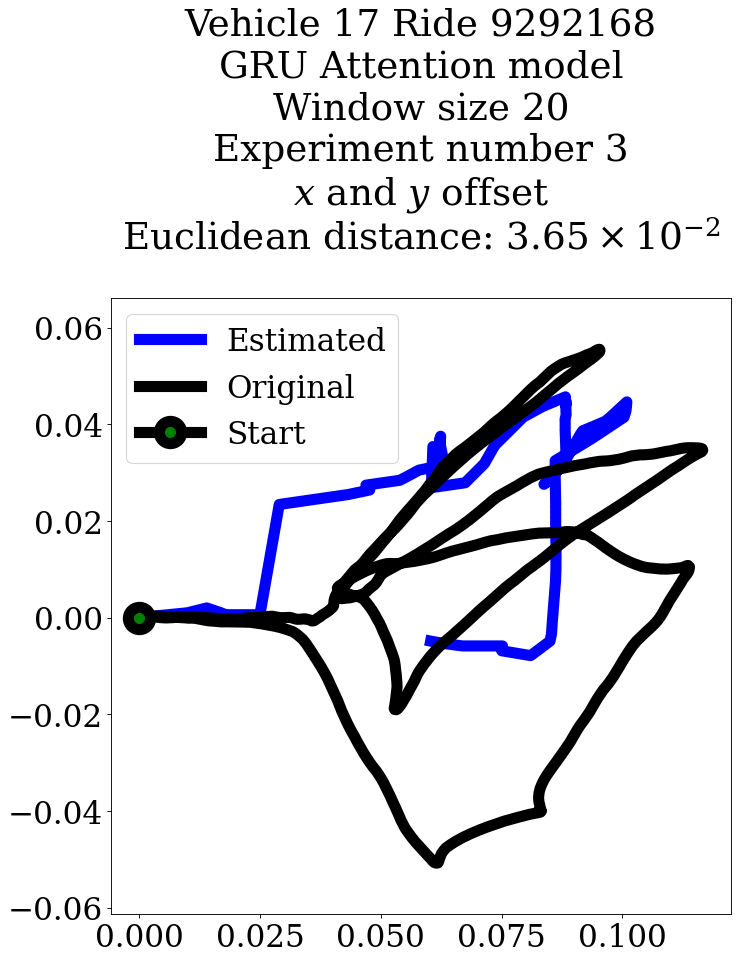 Vehicle 17 Ride 9292168
GRU Attention model
Window size 20
Experiment number 3
x and y offset
Euclidean distance: 3.65 × 10⁻²
Estimated
Original
Start
0.06
0.04
0.02
0.00
−0.02
−0.04
−0.06
0.000 0.025 0.050 0.075 0.100